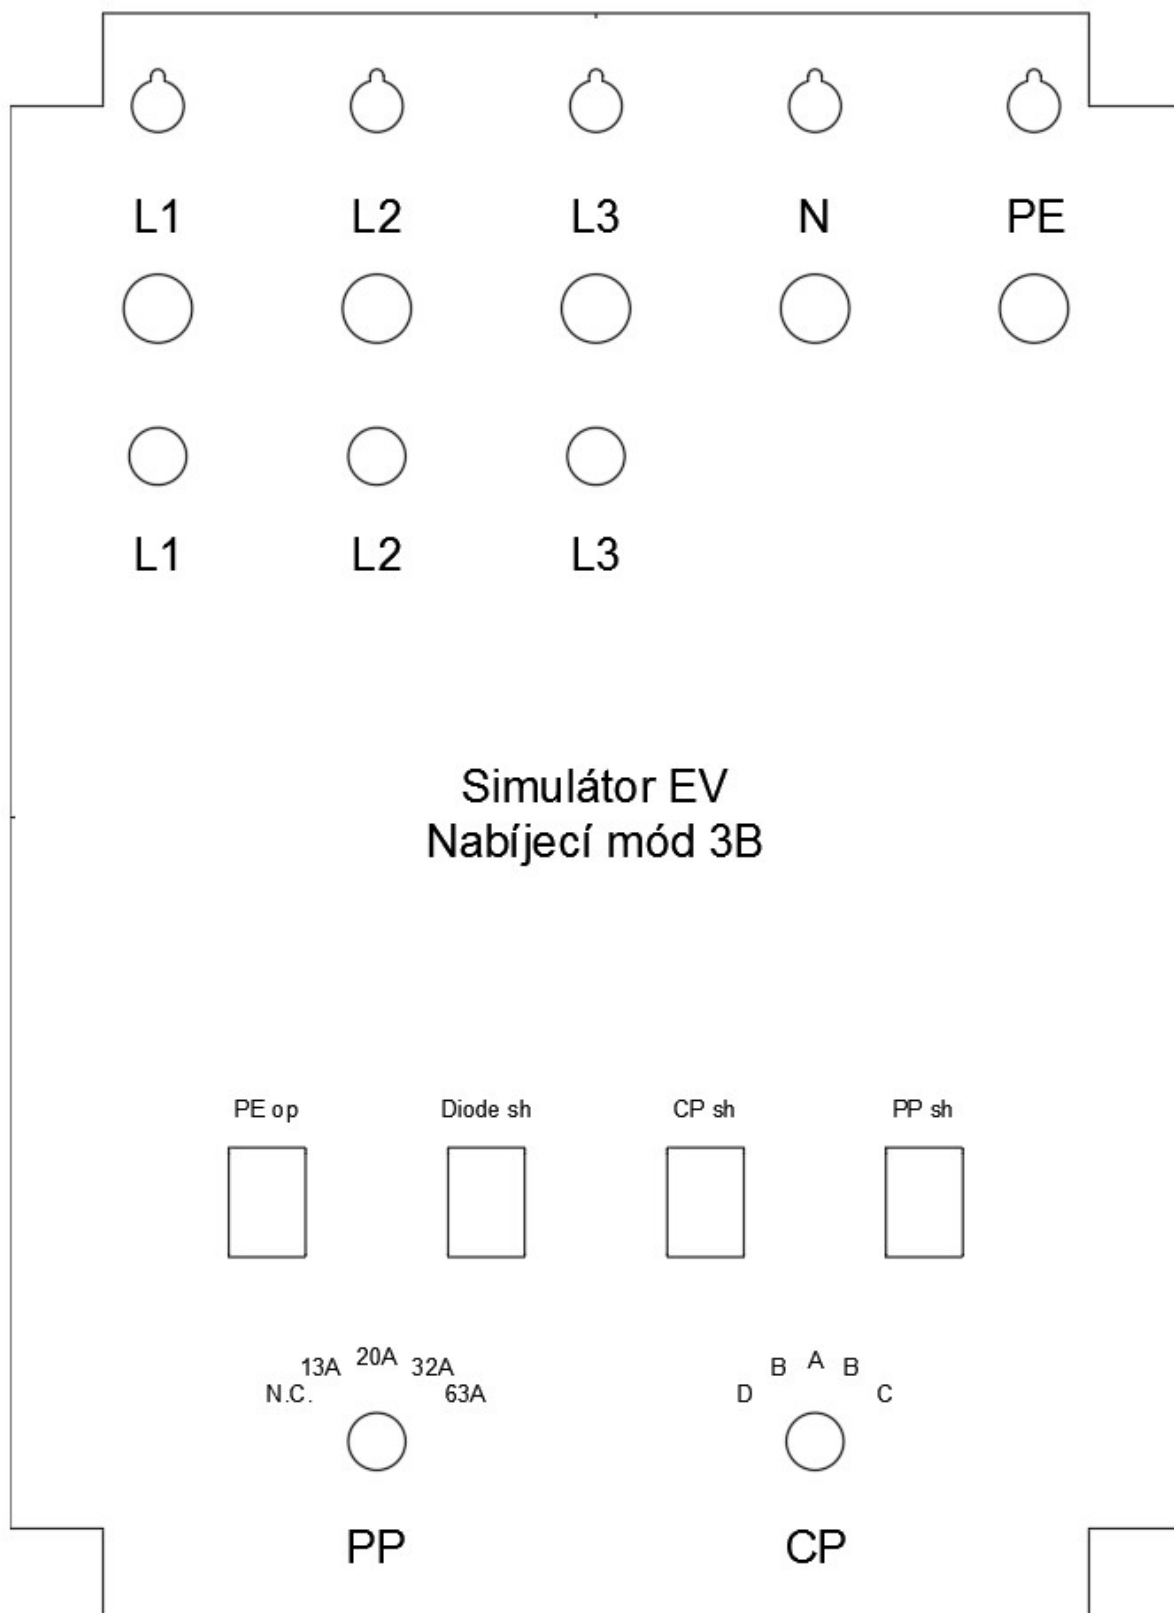 L1 L2 L3 N PE
L1 L2 L3
Simulátor EV
Nabíjecí mód 3B
PE op Diode sh CP sh PP sh
N.C. 13A 20A 32A 63A
D B A B C
PP CP